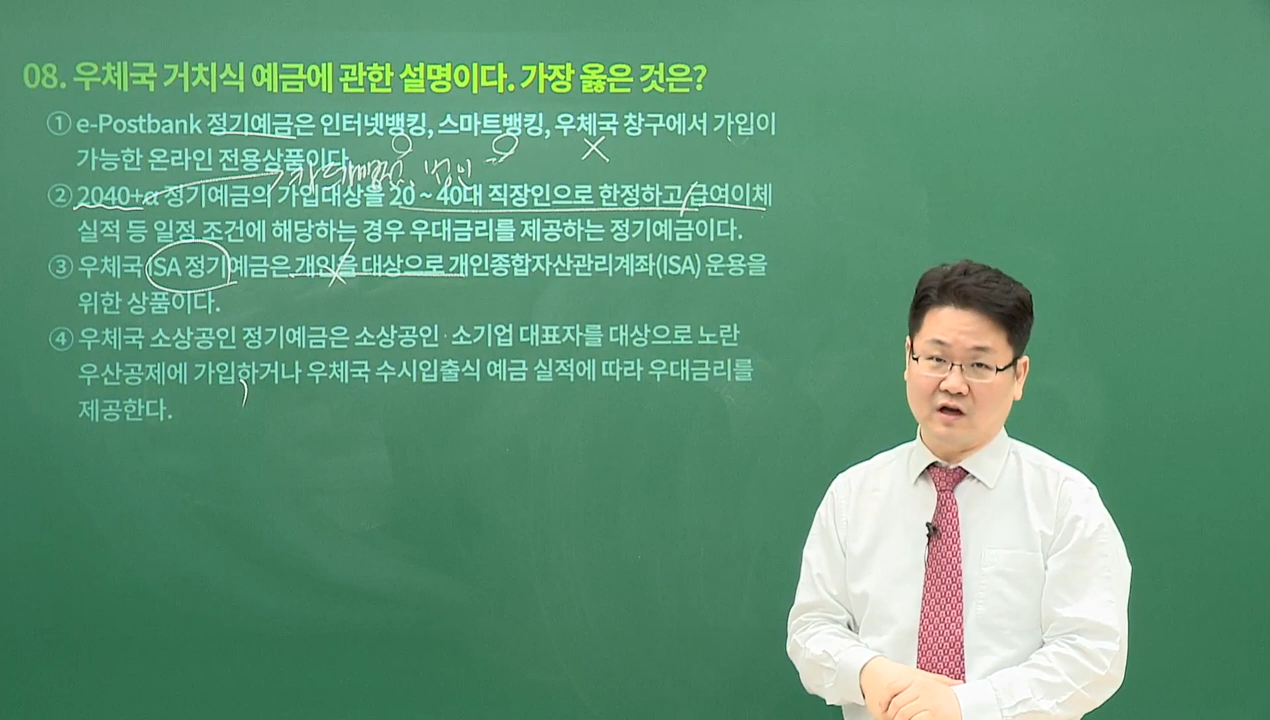 08. 우체국 거치식 예금에 관한 설명이다. 가장 옳은 것은?
① e-Postbank 정기예금은 인터넷뱅킹, 스마트뱅킹, 우체국 창구에서 가입이
가능한 온라인 전용상품이다.
② 2040+α 정기예금의 가입대상을 20 ~ 40대 직장인으로 한정하고 급여이체
실적 등 일정 조건에 해당하는 경우 우대금리를 제공하는 정기예금이다.
③ 우체국 ISA 정기예금은 개인을 대상으로 개인종합자산관리계좌(ISA) 운용을
위한 상품이다.
④ 우체국 소상공인 정기예금은 소상공인·소기업 대표자를 대상으로 노란
우산공제에 가입하거나 우체국 수시입출식 예금 실적에 따라 우대금리를
제공한다.